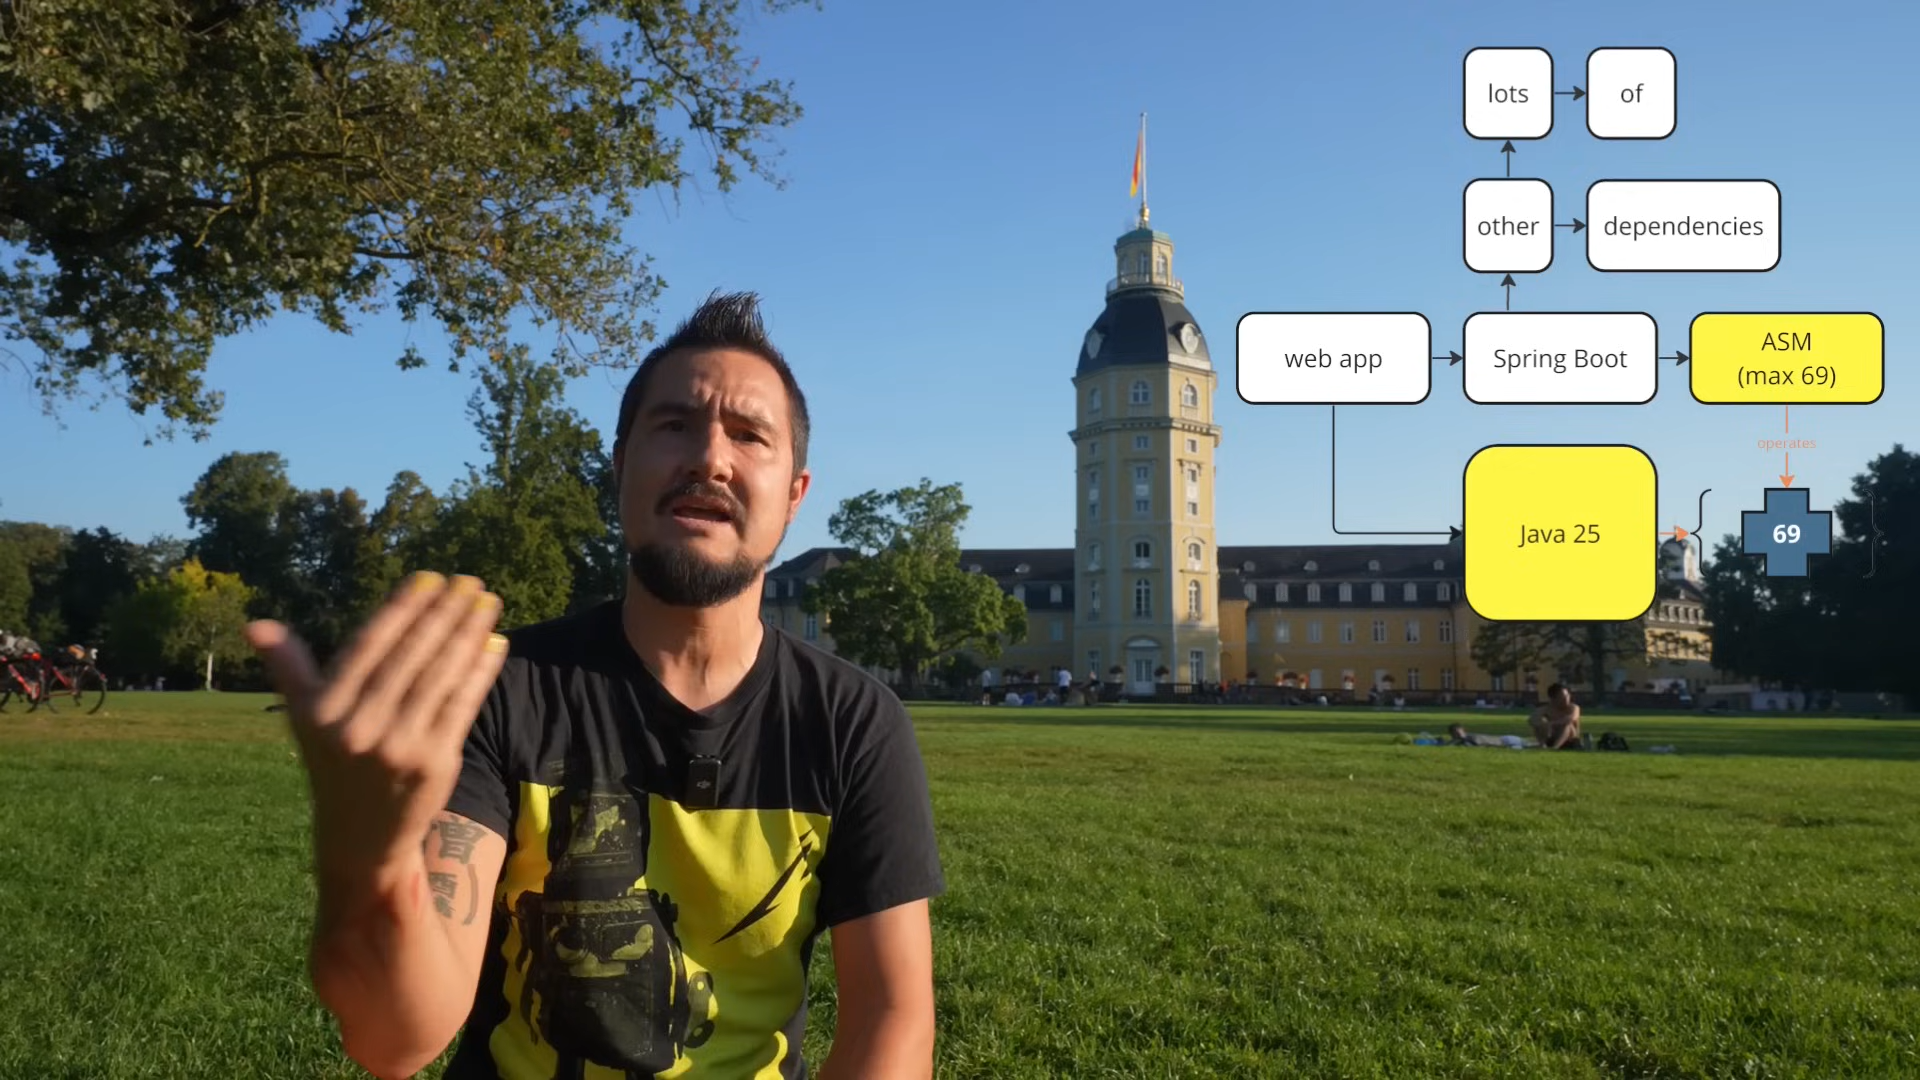 lots
of
other
dependencies
web app
Spring Boot
ASM
(max 69)
operates
Java 25
69